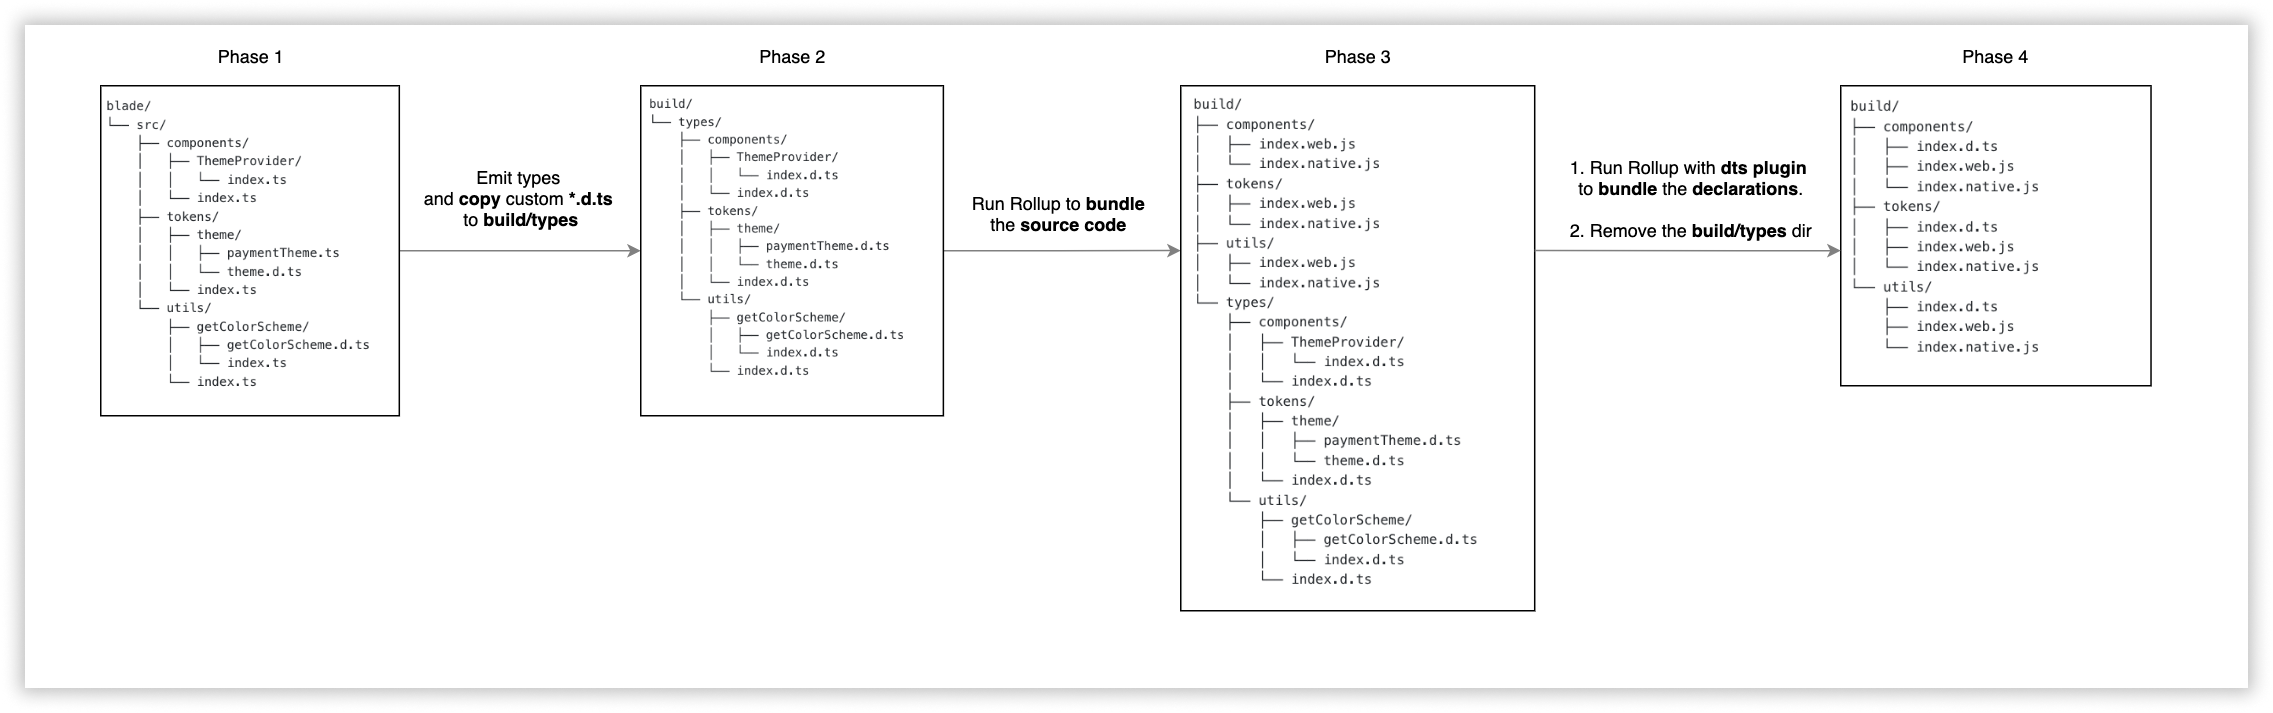 Phase 1
blade/
└── src/
    ├── components/
    │   ├── ThemeProvider/
    │   │   └── index.ts
    │   └── index.ts
    ├── tokens/
    │   ├── theme/
    │   │   ├── paymentTheme.ts
    │   │   └── theme.d.ts
    │   └── index.ts
    └── utils/
        ├── getColorScheme/
        │   ├── getColorScheme.d.ts
        │   └── index.ts
        └── index.ts
Emit types
and copy custom *.d.ts
to build/types
Phase 2
build/
└── types/
    ├── components/
    │   ├── ThemeProvider/
    │   │   └── index.d.ts
    │   └── index.d.ts
    ├── tokens/
    │   ├── theme/
    │   │   ├── paymentTheme.d.ts
    │   │   └── theme.d.ts
    │   └── index.d.ts
    └── utils/
        ├── getColorScheme/
        │   ├── getColorScheme.d.ts
        │   └── index.d.ts
        └── index.d.ts
Run Rollup to bundle
the source code
Phase 3
build/
├── components/
│   ├── index.web.js
│   └── index.native.js
├── tokens/
│   ├── index.web.js
│   └── index.native.js
├── utils/
│   ├── index.web.js
│   └── index.native.js
└── types/
    ├── components/
    │   ├── ThemeProvider/
    │   │   └── index.d.ts
    │   └── index.d.ts
    ├── tokens/
    │   ├── theme/
    │   │   ├── paymentTheme.d.ts
    │   │   └── theme.d.ts
    │   └── index.d.ts
    └── utils/
        ├── getColorScheme/
        │   ├── getColorScheme.d.ts
        │   └── index.d.ts
        └── index.d.ts
1. Run Rollup with dts plugin
to bundle the declarations.
2. Remove the build/types dir
Phase 4
build/
├── components/
│   ├── index.d.ts
│   ├── index.web.js
│   └── index.native.js
├── tokens/
│   ├── index.d.ts
│   ├── index.web.js
│   └── index.native.js
└── utils/
    ├── index.d.ts
    ├── index.web.js
    └── index.native.js